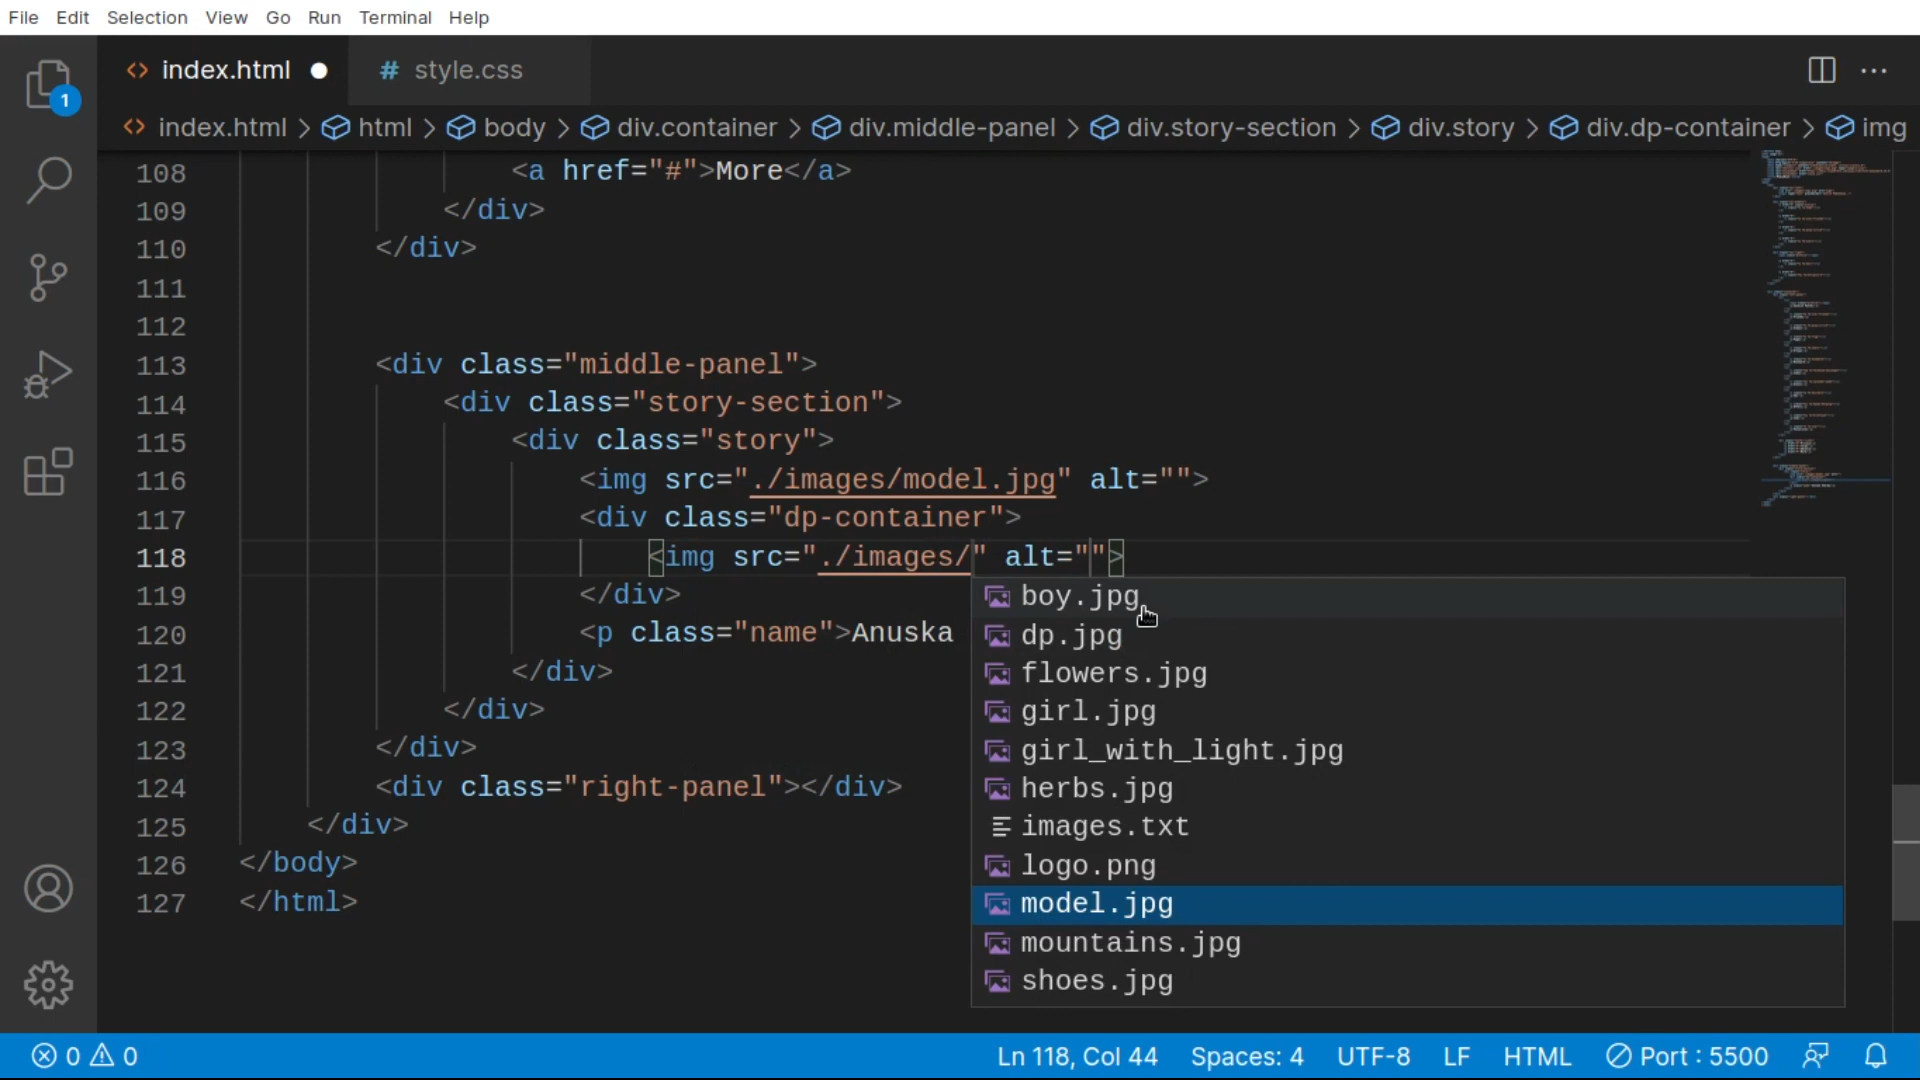 File Edit Selection View Go Run Terminal Help
index.html # style.css
1
index.html html body div.container div.middle-panel div.story-section div.story div.dp-container img
108 <a href="#">More</a>
109 </div>
110 </div>
111
112
113 <div class="middle-panel">
114 <div class="story-section">
115 <div class="story">
116 <img src="./images/model.jpg" alt="">
117 <div class="dp-container">
118 <img src="./images/" alt="">
119 </div>
120 <p class="name">Anuska
121 </div>
122 </div>
123 </div>
124 <div class="right-panel"></div>
125 </div>
126 </body>
127 </html>
boy.jpg
dp.jpg
flowers.jpg
girl.jpg
girl_with_light.jpg
herbs.jpg
images.txt
logo.png
model.jpg
mountains.jpg
shoes.jpg
0 0 Ln 118, Col 44 Spaces: 4 UTF-8 LF HTML Port : 5500